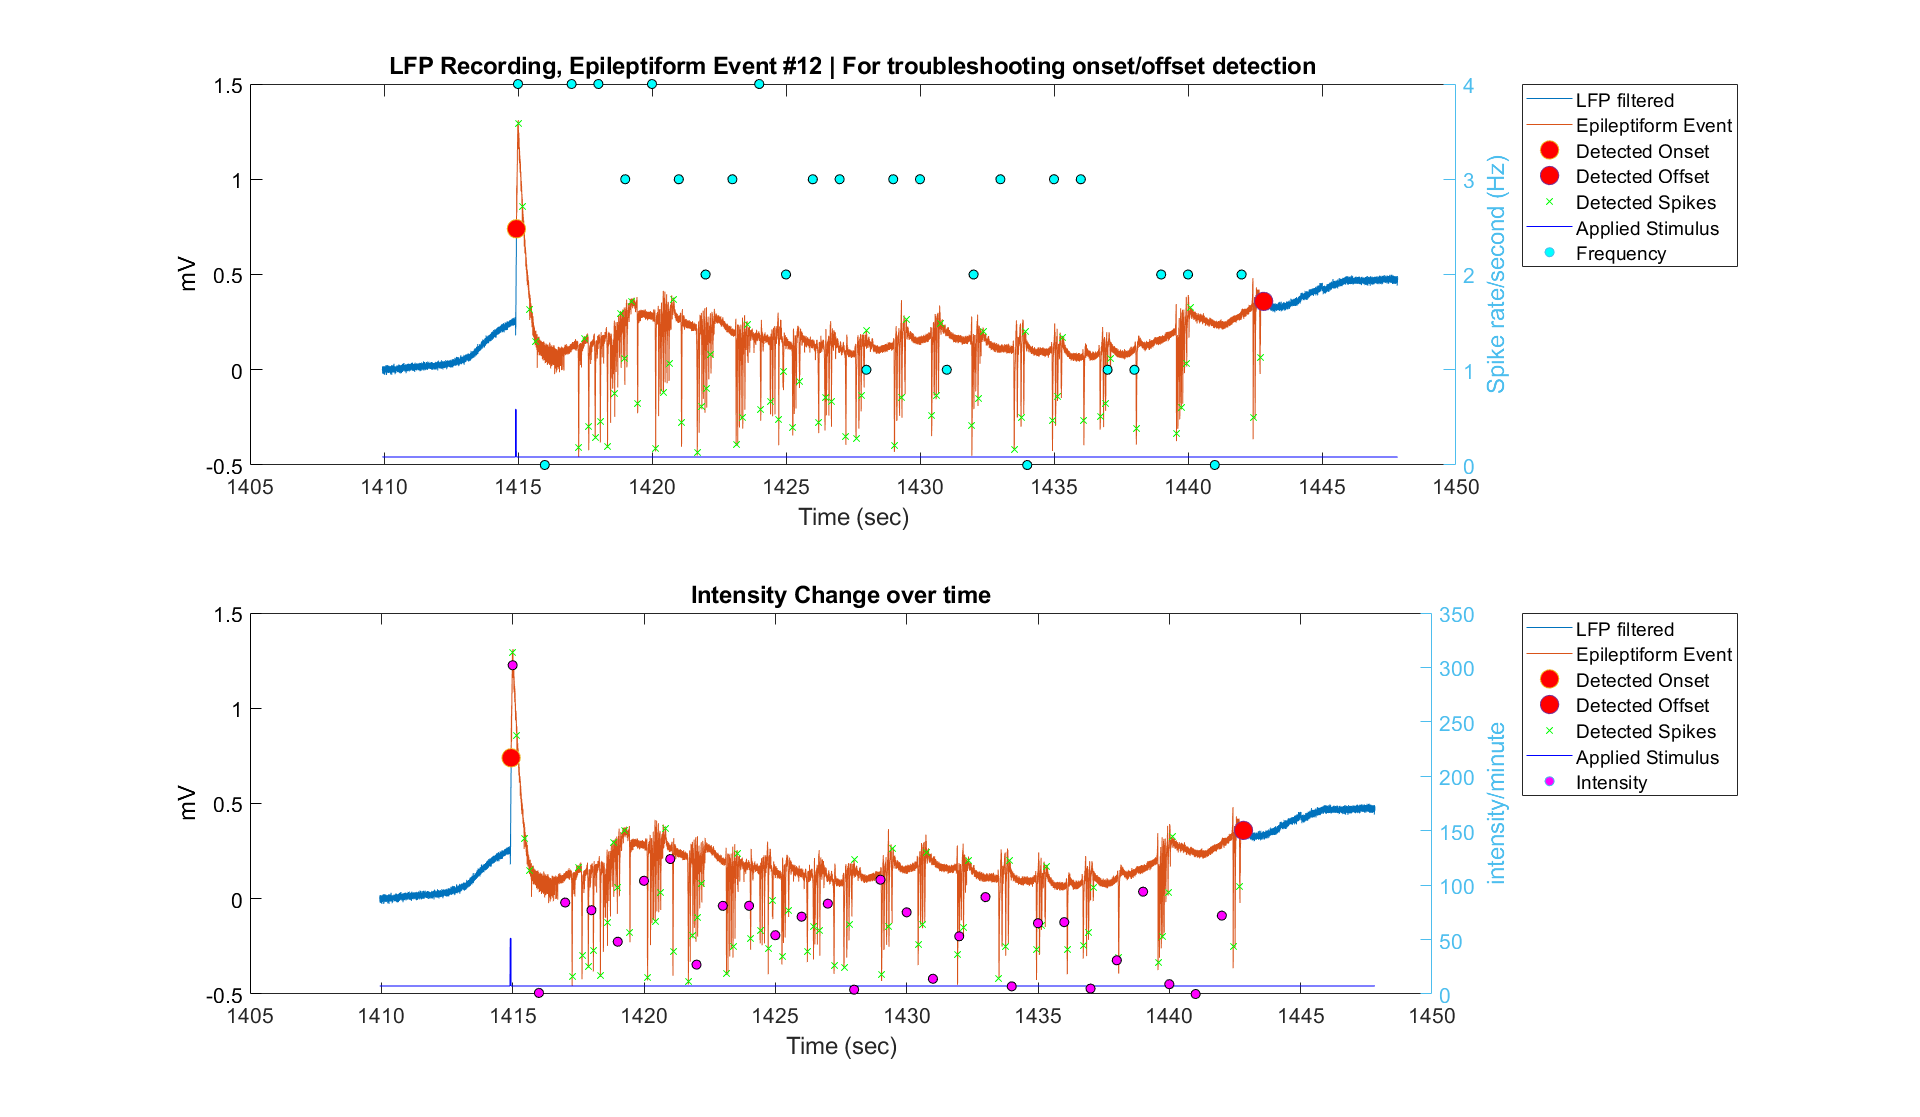 LFP Recording, Epileptiform Event #12 | For troubleshooting onset/offset detection
1.5
1
0.5
0
-0.5
mV
4
3
2
1
0
Spike rate/second (Hz)
1405 1410 1415 1420 1425 1430 1435 1440 1445 1450
Time (sec)
LFP filtered
Epileptiform Event
Detected Onset
Detected Offset
Detected Spikes
Applied Stimulus
Frequency
Intensity Change over time
1.5
1
0.5
0
-0.5
mV
350
300
250
200
150
100
50
0
intensity/minute
1405 1410 1415 1420 1425 1430 1435 1440 1445 1450
Time (sec)
LFP filtered
Epileptiform Event
Detected Onset
Detected Offset
Detected Spikes
Applied Stimulus
Intensity